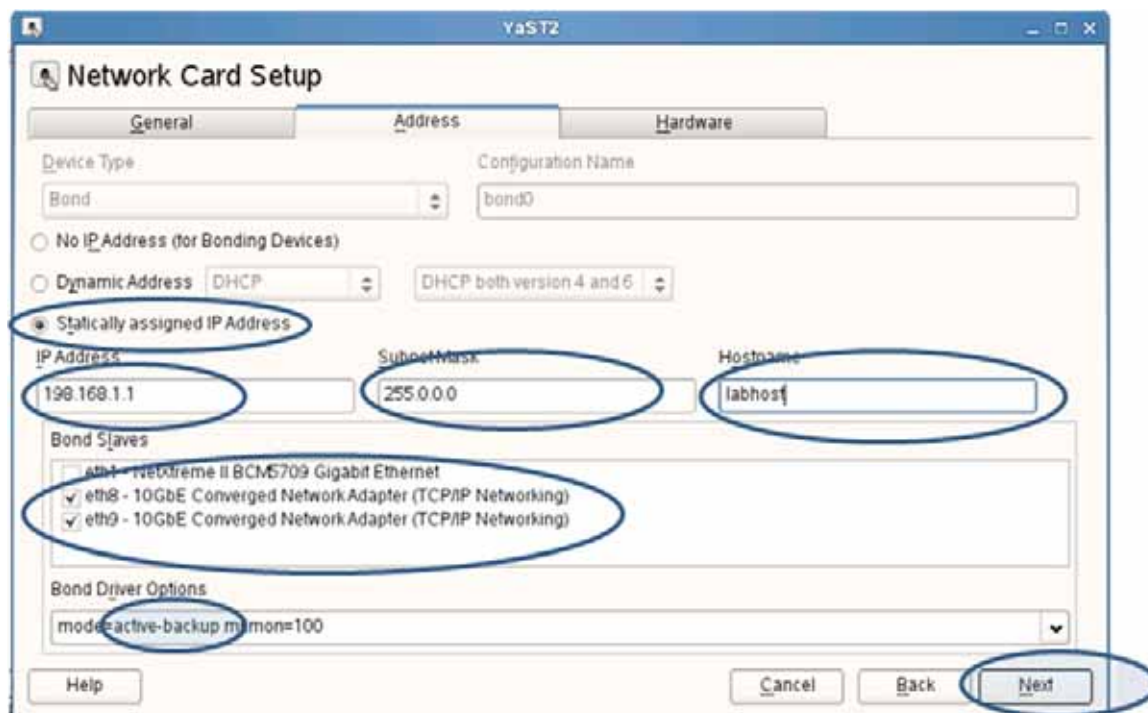 YaST2
Network Card Setup
General Address Hardware
Device Type Configuration Name
Bond bond0
No IP Address (for Bonding Devices)
Dynamic Address DHCP DHCP both version 4 and 6
Statically assigned IP Address
IP Address Subnet Mask Hostname
198.168.1.1 255.0.0.0 labhost
Bond Slaves
eth1 - NetXtreme II BCM5709 Gigabit Ethernet
eth8 - 10GbE Converged Network Adapter (TCP/IP Networking)
eth9 - 10GbE Converged Network Adapter (TCP/IP Networking)
Bond Driver Options
mode=active-backup miimon=100
Help Cancel Back Next